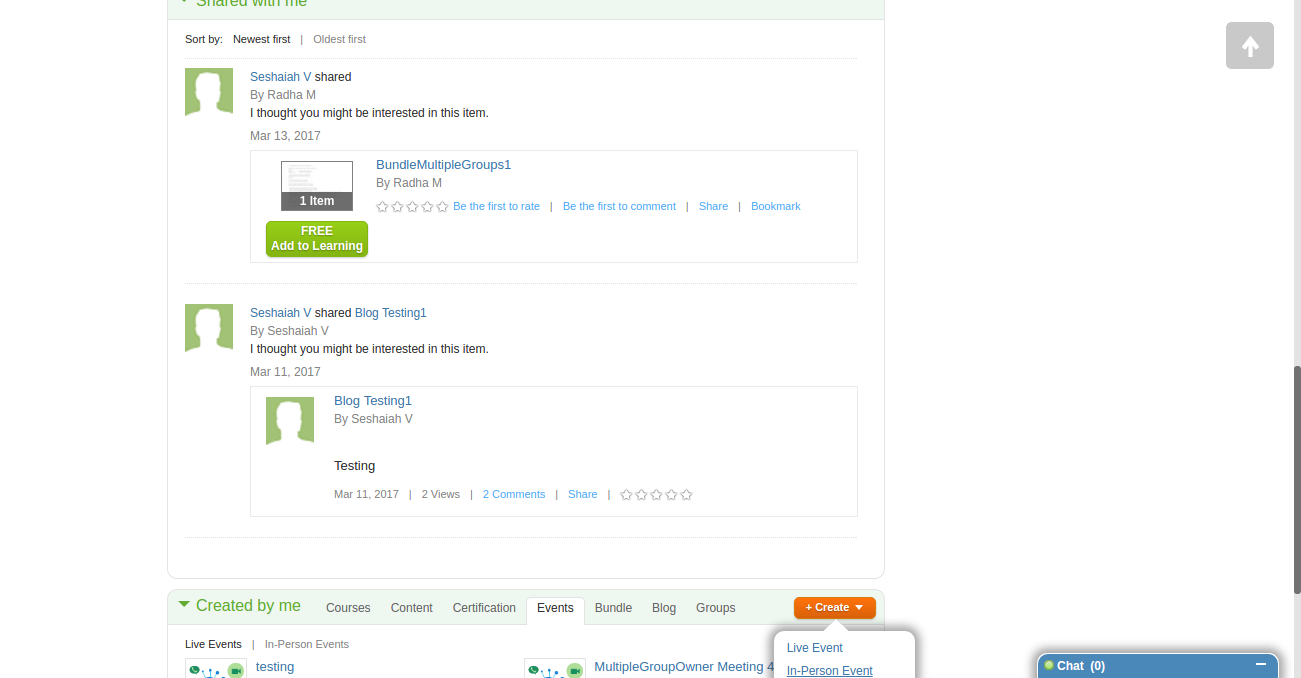 Shared with me
Sort by: Newest first | Oldest first
Seshaiah V shared
By Radha M
I thought you might be interested in this item.
Mar 13, 2017
BundleMultipleGroups1
By Radha M
1 Item
Be the first to rate | Be the first to comment | Share | Bookmark
FREE
Add to Learning
Seshaiah V shared Blog Testing1
By Seshaiah V
I thought you might be interested in this item.
Mar 11, 2017
Blog Testing1
By Seshaiah V
Testing
Mar 11, 2017 | 2 Views | 2 Comments | Share |
Created by me Courses Content Certification Events Bundle Blog Groups + Create
Live Events | In-Person Events
Live Event
testing MultipleGroupOwner Meeting 4
In-Person Event
Chat (0)